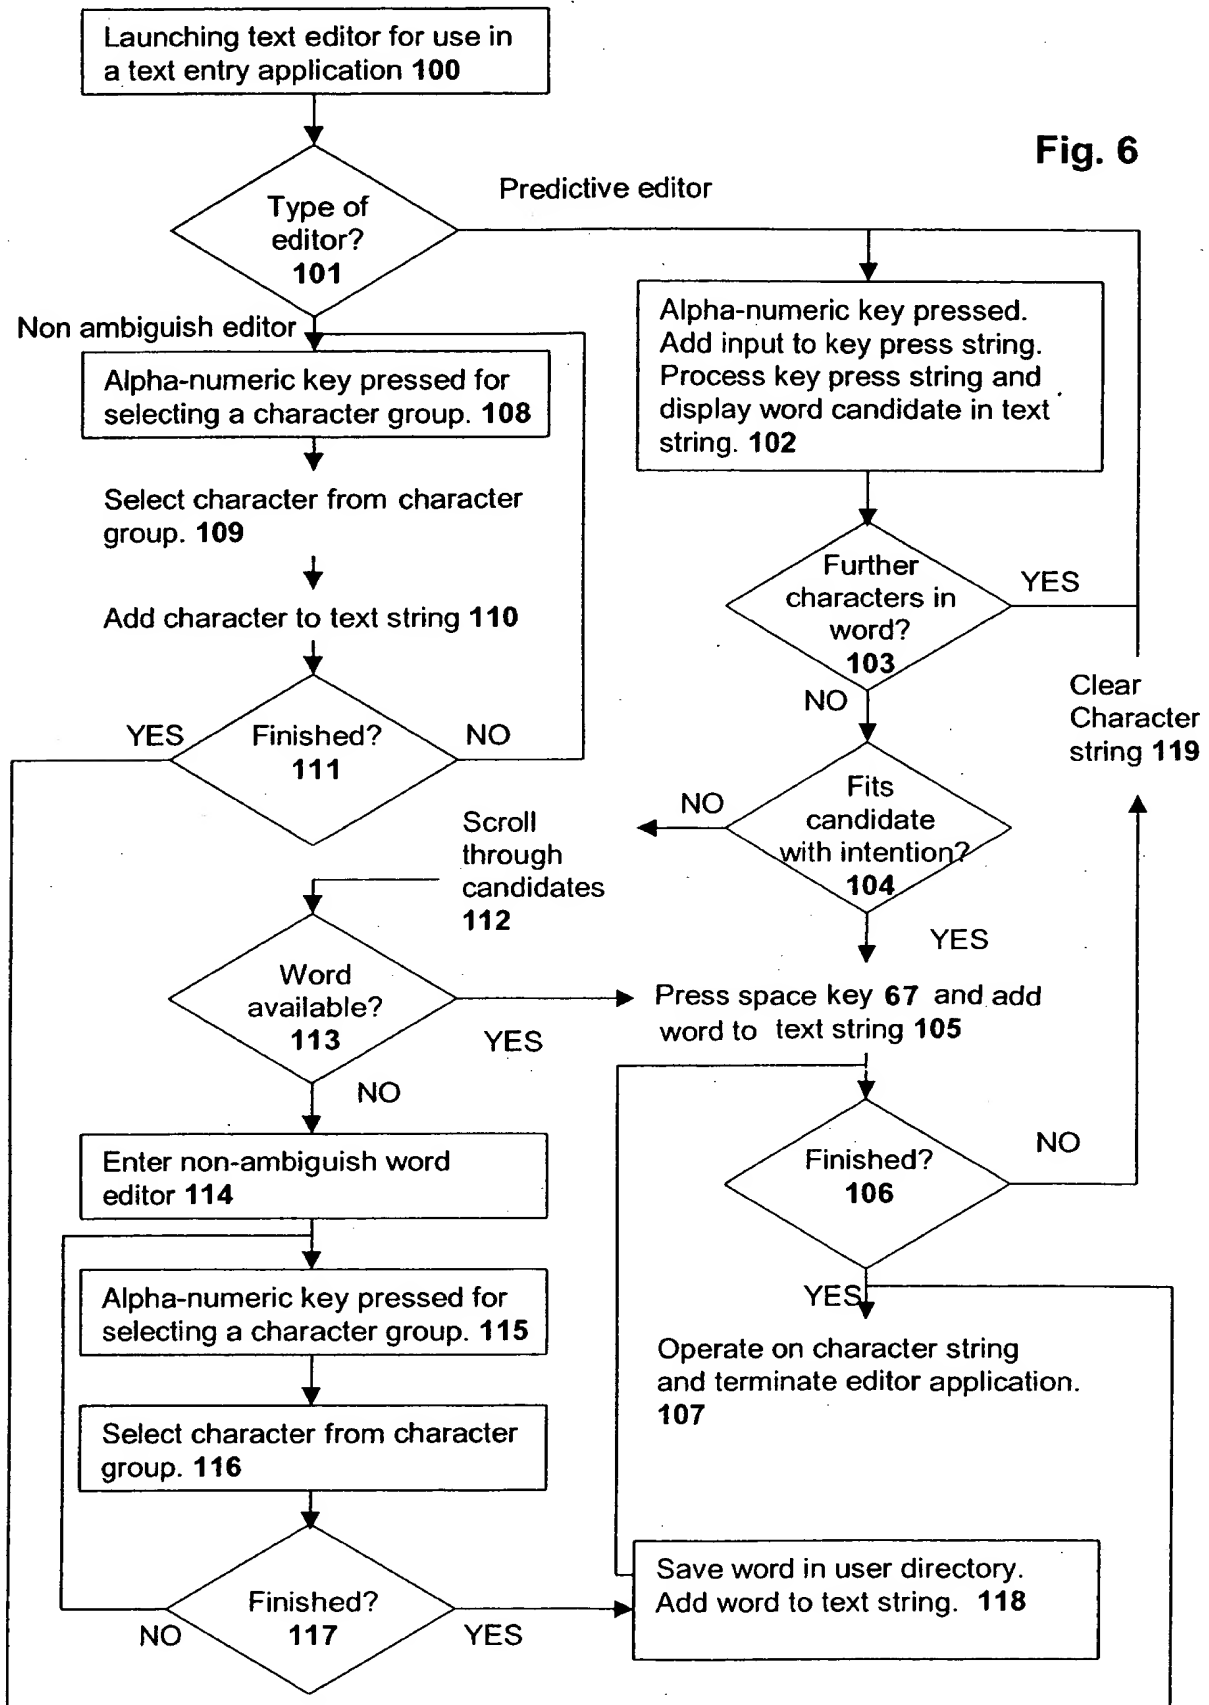 Launching text editor for use in
a text entry application 100
Fig. 6
Predictive editor
Type of
editor?
101
Non ambiguish editor
Alpha-numeric key pressed for
selecting a character group. 108
Select character from character
group. 109
Add character to text string 110
YES
Finished?
111
NO
Alpha-numeric key pressed.
Add input to key press string.
Process key press string and
display word candidate in text
string. 102
Further
characters in
word?
103
YES
NO
Clear
Character
string 119
Fits
candidate
with intention?
104
NO
YES
Scroll
through
candidates
112
Word
available?
113
YES
NO
Press space key 67 and add
word to text string 105
Finished?
106
NO
YES
Operate on character string
and terminate editor application.
107
Enter non-ambiguish word
editor 114
Alpha-numeric key pressed for
selecting a character group. 115
Select character from character
group. 116
Finished?
117
NO
YES
Save word in user directory.
Add word to text string. 118